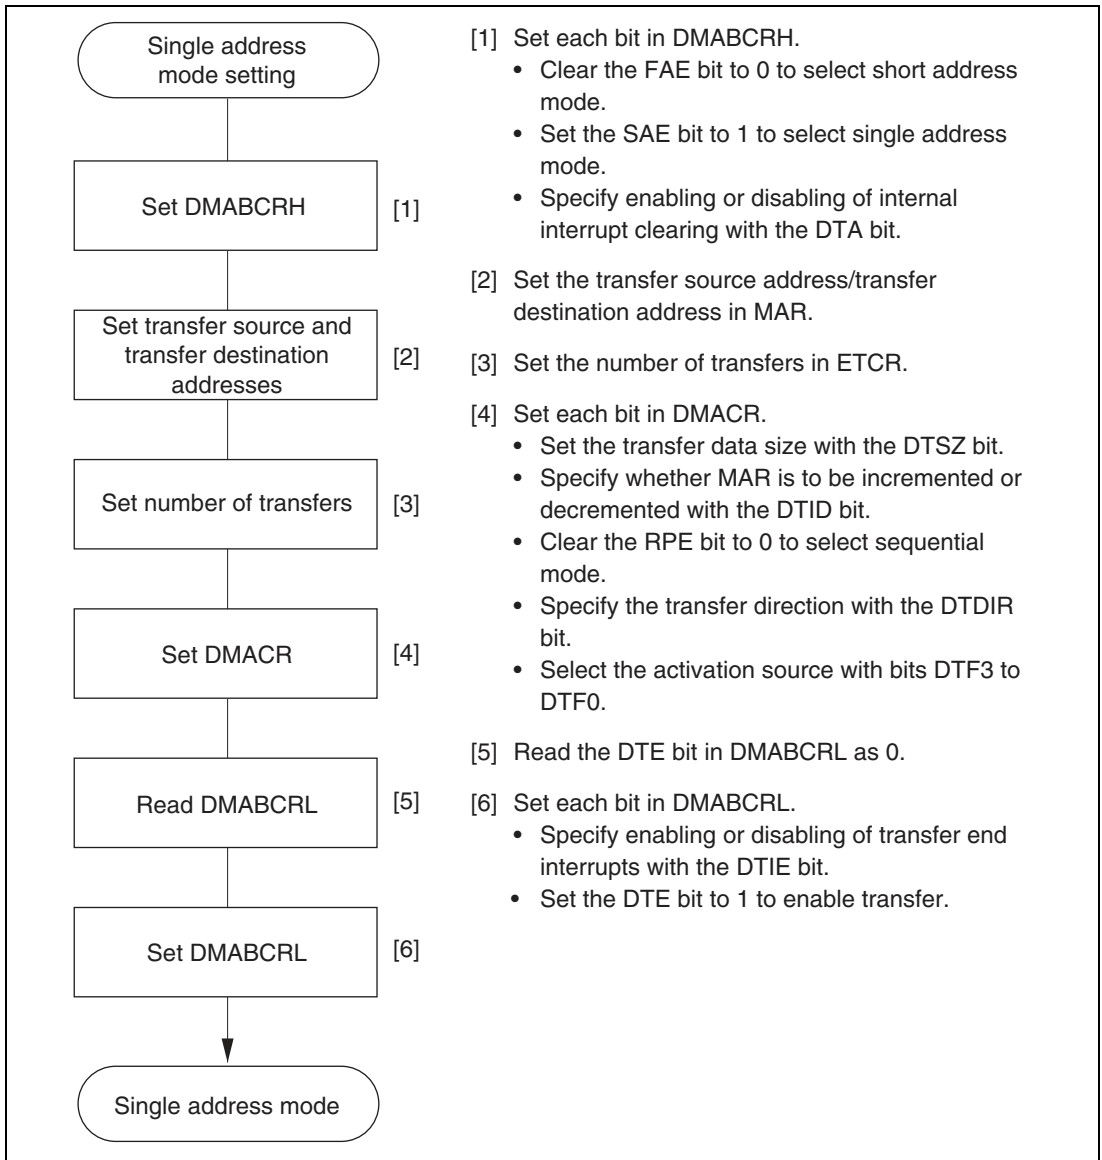 Single address
mode setting
Set DMABCRH
[1]
Set transfer source and
transfer destination
addresses
[2]
Set number of transfers
[3]
Set DMACR
[4]
Read DMABCRL
[5]
Set DMABCRL
[6]
Single address mode
[1] Set each bit in DMABCRH.
• Clear the FAE bit to 0 to select short address
mode.
• Set the SAE bit to 1 to select single address
mode.
• Specify enabling or disabling of internal
interrupt clearing with the DTA bit.
[2] Set the transfer source address/transfer
destination address in MAR.
[3] Set the number of transfers in ETCR.
[4] Set each bit in DMACR.
• Set the transfer data size with the DTSZ bit.
• Specify whether MAR is to be incremented or
decremented with the DTID bit.
• Clear the RPE bit to 0 to select sequential
mode.
• Specify the transfer direction with the DTDIR
bit.
• Select the activation source with bits DTF3 to
DTF0.
[5] Read the DTE bit in DMABCRL as 0.
[6] Set each bit in DMABCRL.
• Specify enabling or disabling of transfer end
interrupts with the DTIE bit.
• Set the DTE bit to 1 to enable transfer.